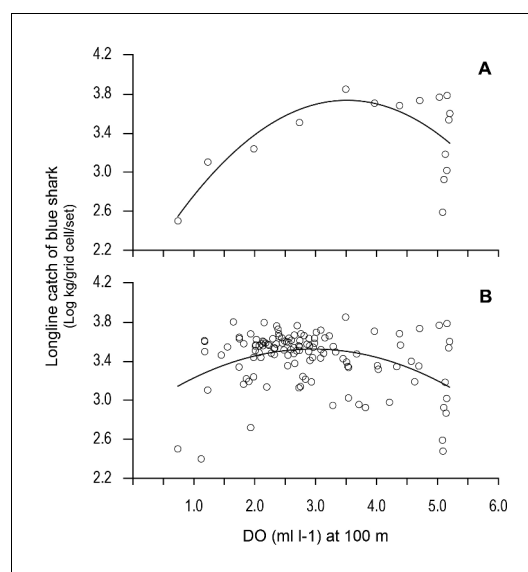 4.2
A
3.8
3.4
3.0
2.6
2.2
Longline catch of blue shark
(Log kg/grid cell/set)
4.2
B
3.8
3.4
3.0
2.6
2.2
1.0 2.0 3.0 4.0 5.0 6.0
DO (ml l-1) at 100 m